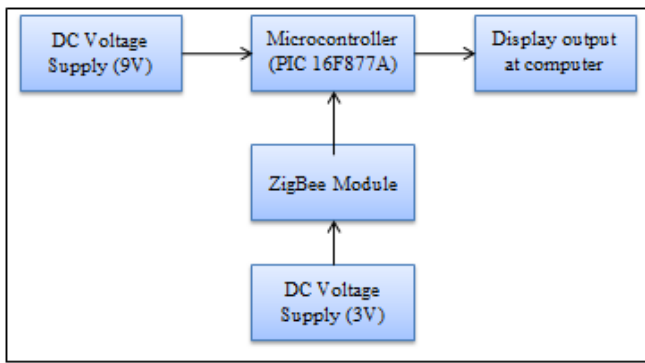 DC Voltage
Supply (9V)
Microcontroller
(PIC 16F877A)
Display output
at computer
ZigBee Module
DC Voltage
Supply (3V)